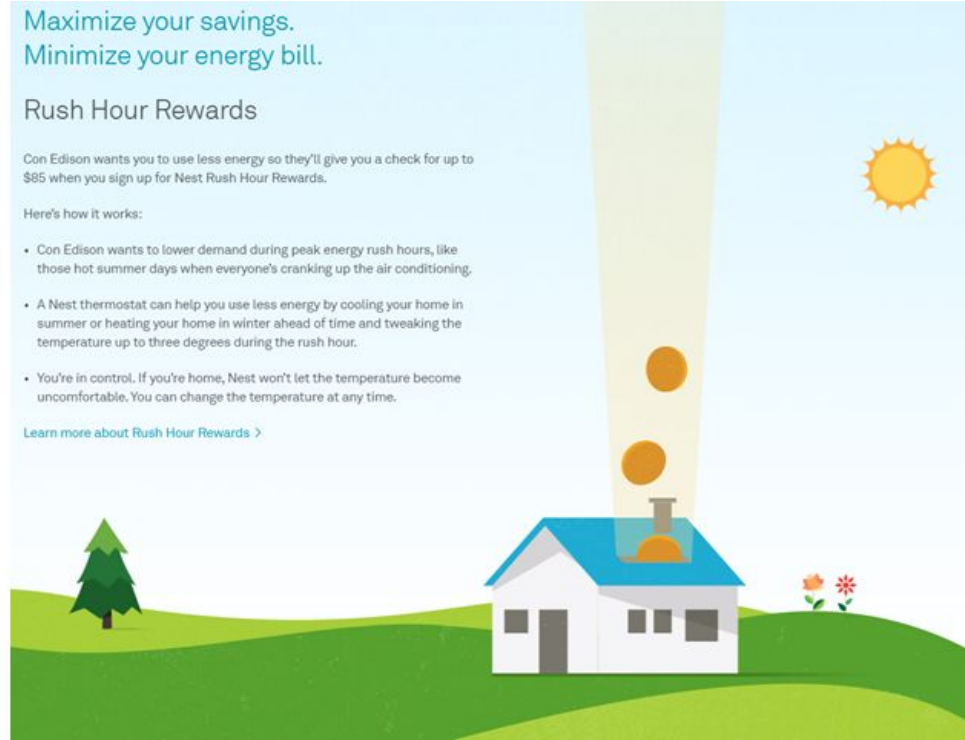 Maximize your savings.
Minimize your energy bill.
Rush Hour Rewards
Con Edison wants you to use less energy so they'll give you a check for up to
$85 when you sign up for Nest Rush Hour Rewards.
Here's how it works:
• Con Edison wants to lower demand during peak energy rush hours, like
those hot summer days when everyone's cranking up the air conditioning.
• A Nest thermostat can help you use less energy by cooling your home in
summer or heating your home in winter ahead of time and tweaking the
temperature up to three degrees during the rush hour.
• You're in control. If you're home, Nest won't let the temperature become
uncomfortable. You can change the temperature at any time.
Learn more about Rush Hour Rewards >